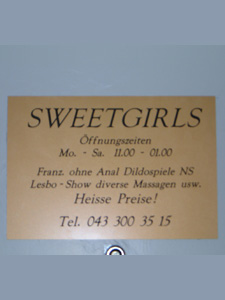 SWEETGIRLS
Öffnungszeiten
Mo. - Sa. 11.00 - 01.00
Franz. ohne Anal Dildospiele NS
Lesbo - Show diverse Massagen usw.
Heisse Preise!
Tel. 043 300 35 15